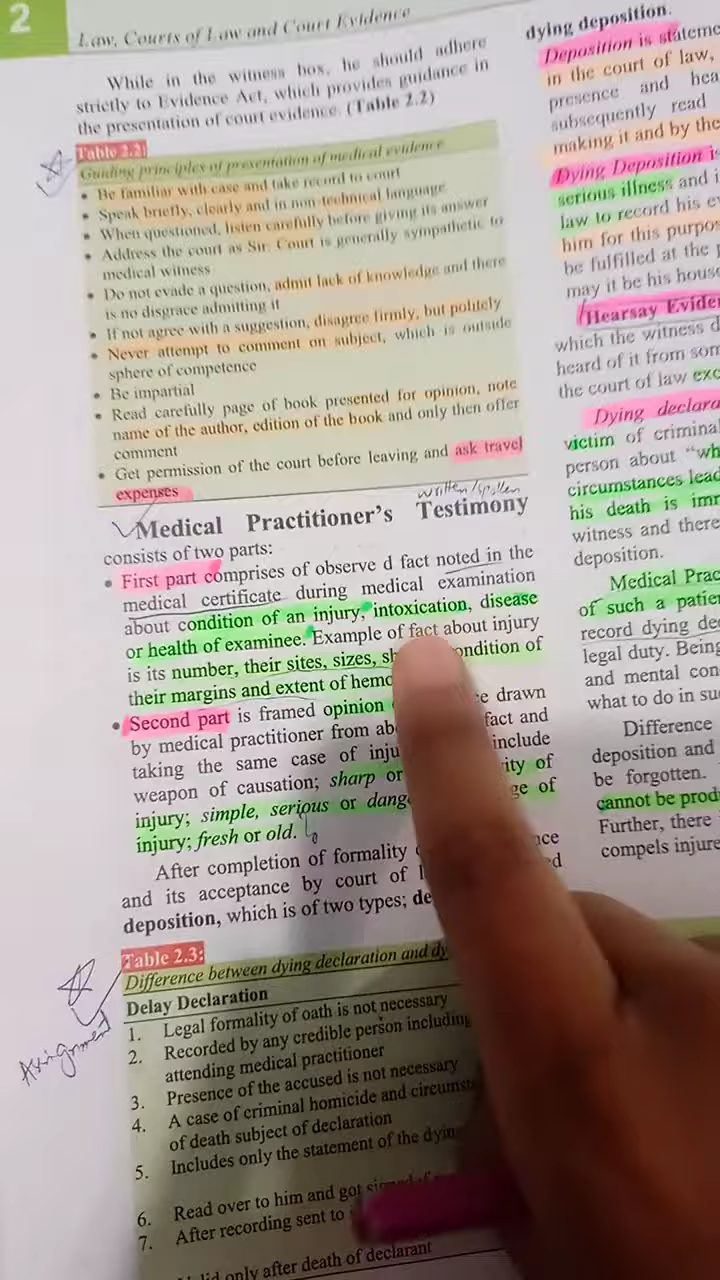 2
Law, Courts of Law and Court Evidence
While in the witness box, he should adhere
strictly to Evidence Act, which provides guidance in
the presentation of court evidence. (Table 2.2)
Table 2.2:
Guiding principles of presentation of medical evidence
• Be familiar with case and take record to court
• Speak briefly, clearly and in non-technical language
• When questioned, listen carefully before giving its answer
• Address the court as Sir. Court is generally sympathetic to
medical witness
• Do not evade a question, admit lack of knowledge and there
is no disgrace admitting it
• If not agree with a suggestion, disagree firmly, but politely
• Never attempt to comment on subject, which is outside
sphere of competence
• Be impartial
• Read carefully page of book presented for opinion, note
name of the author, edition of the book and only then offer
comment
• Get permission of the court before leaving and ask travel
expenses
written/spoken
Medical Practitioner's Testimony
consists of two parts:
• First part comprises of observe d fact noted in the
medical certificate during medical examination
about condition of an injury, intoxication, disease
or health of examinee. Example of fact about injury
is its number, their sites, sizes, condition of
their margins and extent of
• Second part is framed opinion drawn
by medical practitioner from fact and
taking the same case of include
weapon of causation; sharp or of
injury; simple, serious or of
injury; fresh or old.
After completion of formality
and its acceptance by court of
deposition, which is of two types;
Assignment
Table 2.3:
Difference between dying declaration and
Delay Declaration
1. Legal formality of oath is not necessary
2. Recorded by any credible person including
attending medical practitioner
3. Presence of the accused is not necessary
4. A case of criminal homicide and
of death subject of declaration
5. Includes only the statement of the
6. Read over to him and got
7. After recording sent to
only after death of declarant
dying deposition.
Deposition is
in the court of law,
presence and
subsequently read
making it and by the
Dying Deposition
serious illness and
law to record his
him for this
be fulfilled at the
may it be his
Hearsay
which the witness
heard of it from
the court of law
Dying
victim of criminal
person about
circumstances
his death is
witness and
deposition.
Medical
of such a
record dying
legal duty.
and mental
what to do in
Difference
deposition and
be forgotten.
cannot be
Further, there
compels